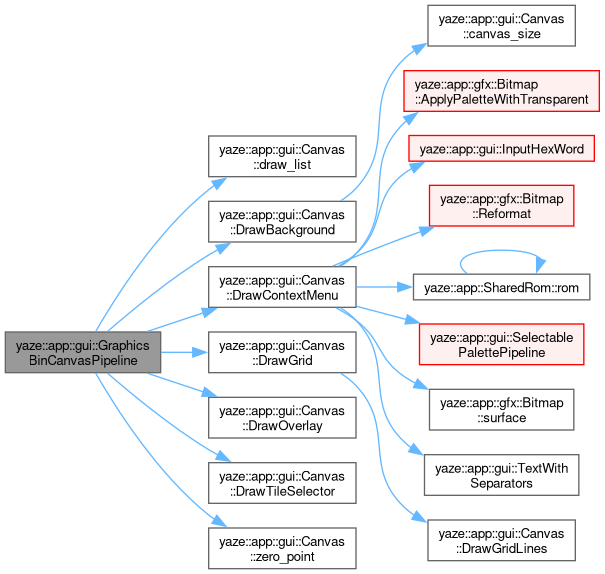 yaze::app::gui::Graphics
BinCanvasPipeline
yaze::app::gui::Canvas
::draw_list
yaze::app::gui::Canvas
::DrawBackground
yaze::app::gui::Canvas
::DrawContextMenu
yaze::app::gui::Canvas
::DrawGrid
yaze::app::gui::Canvas
::DrawOverlay
yaze::app::gui::Canvas
::DrawTileSelector
yaze::app::gui::Canvas
::zero_point
yaze::app::gui::Canvas
::canvas_size
yaze::app::gfx::Bitmap
::ApplyPaletteWithTransparent
yaze::app::gui::InputHexWord
yaze::app::gfx::Bitmap
::Reformat
yaze::app::SharedRom::rom
yaze::app::gui::Selectable
PalettePipeline
yaze::app::gfx::Bitmap
::surface
yaze::app::gui::TextWith
Separators
yaze::app::gui::Canvas
::DrawGridLines